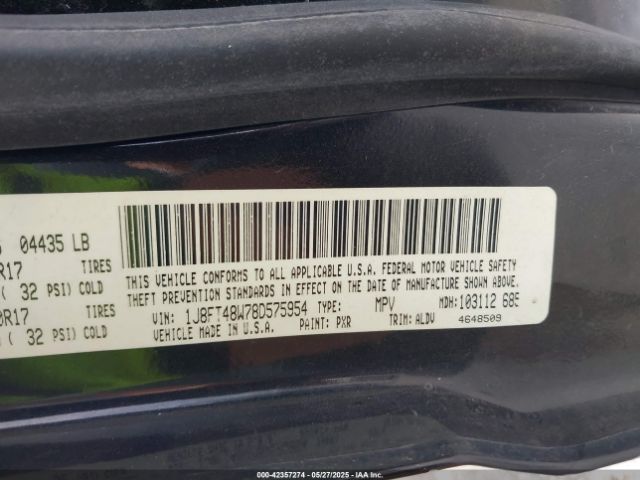 04435 LB
R17 TIRES
( 32 PSI) COLD
R17 TIRES
( 32 PSI) COLD
THIS VEHICLE CONFORMS TO ALL APPLICABLE U.S.A. FEDERAL MOTOR VEHICLE SAFETY
THEFT PREVENTION STANDARDS IN EFFECT ON THE DATE OF MANUFACTURE SHOWN ABOVE.
VIN: 1J8FT48W78D575954 TYPE: MPV MDH: 103112 685
VEHICLE MADE IN U.S.A. PAINT: PXR TRIM: ALDV 4648509
000-42357274 | 05/27/2025 | IAA Inc.